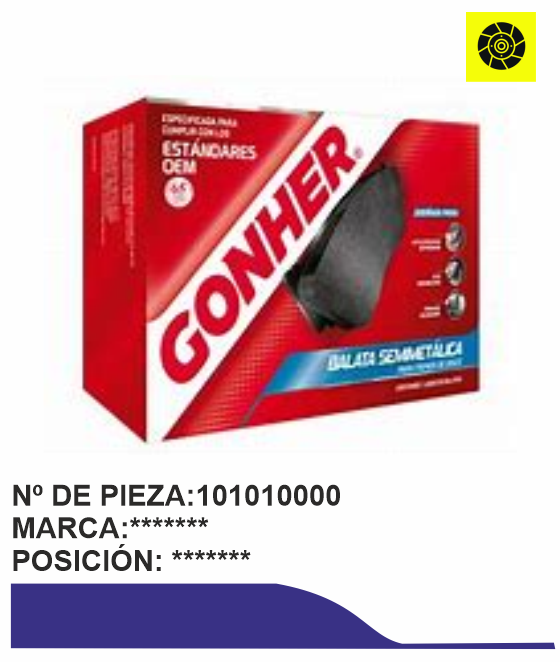 ESPECIFICADA PARA
CUMPLIR CON LOS
ESTÁNDARES
OEM
GONHER®
BALATA SEMIMETÁLICA
Nº DE PIEZA:101010000
MARCA:*******
POSICIÓN: *******